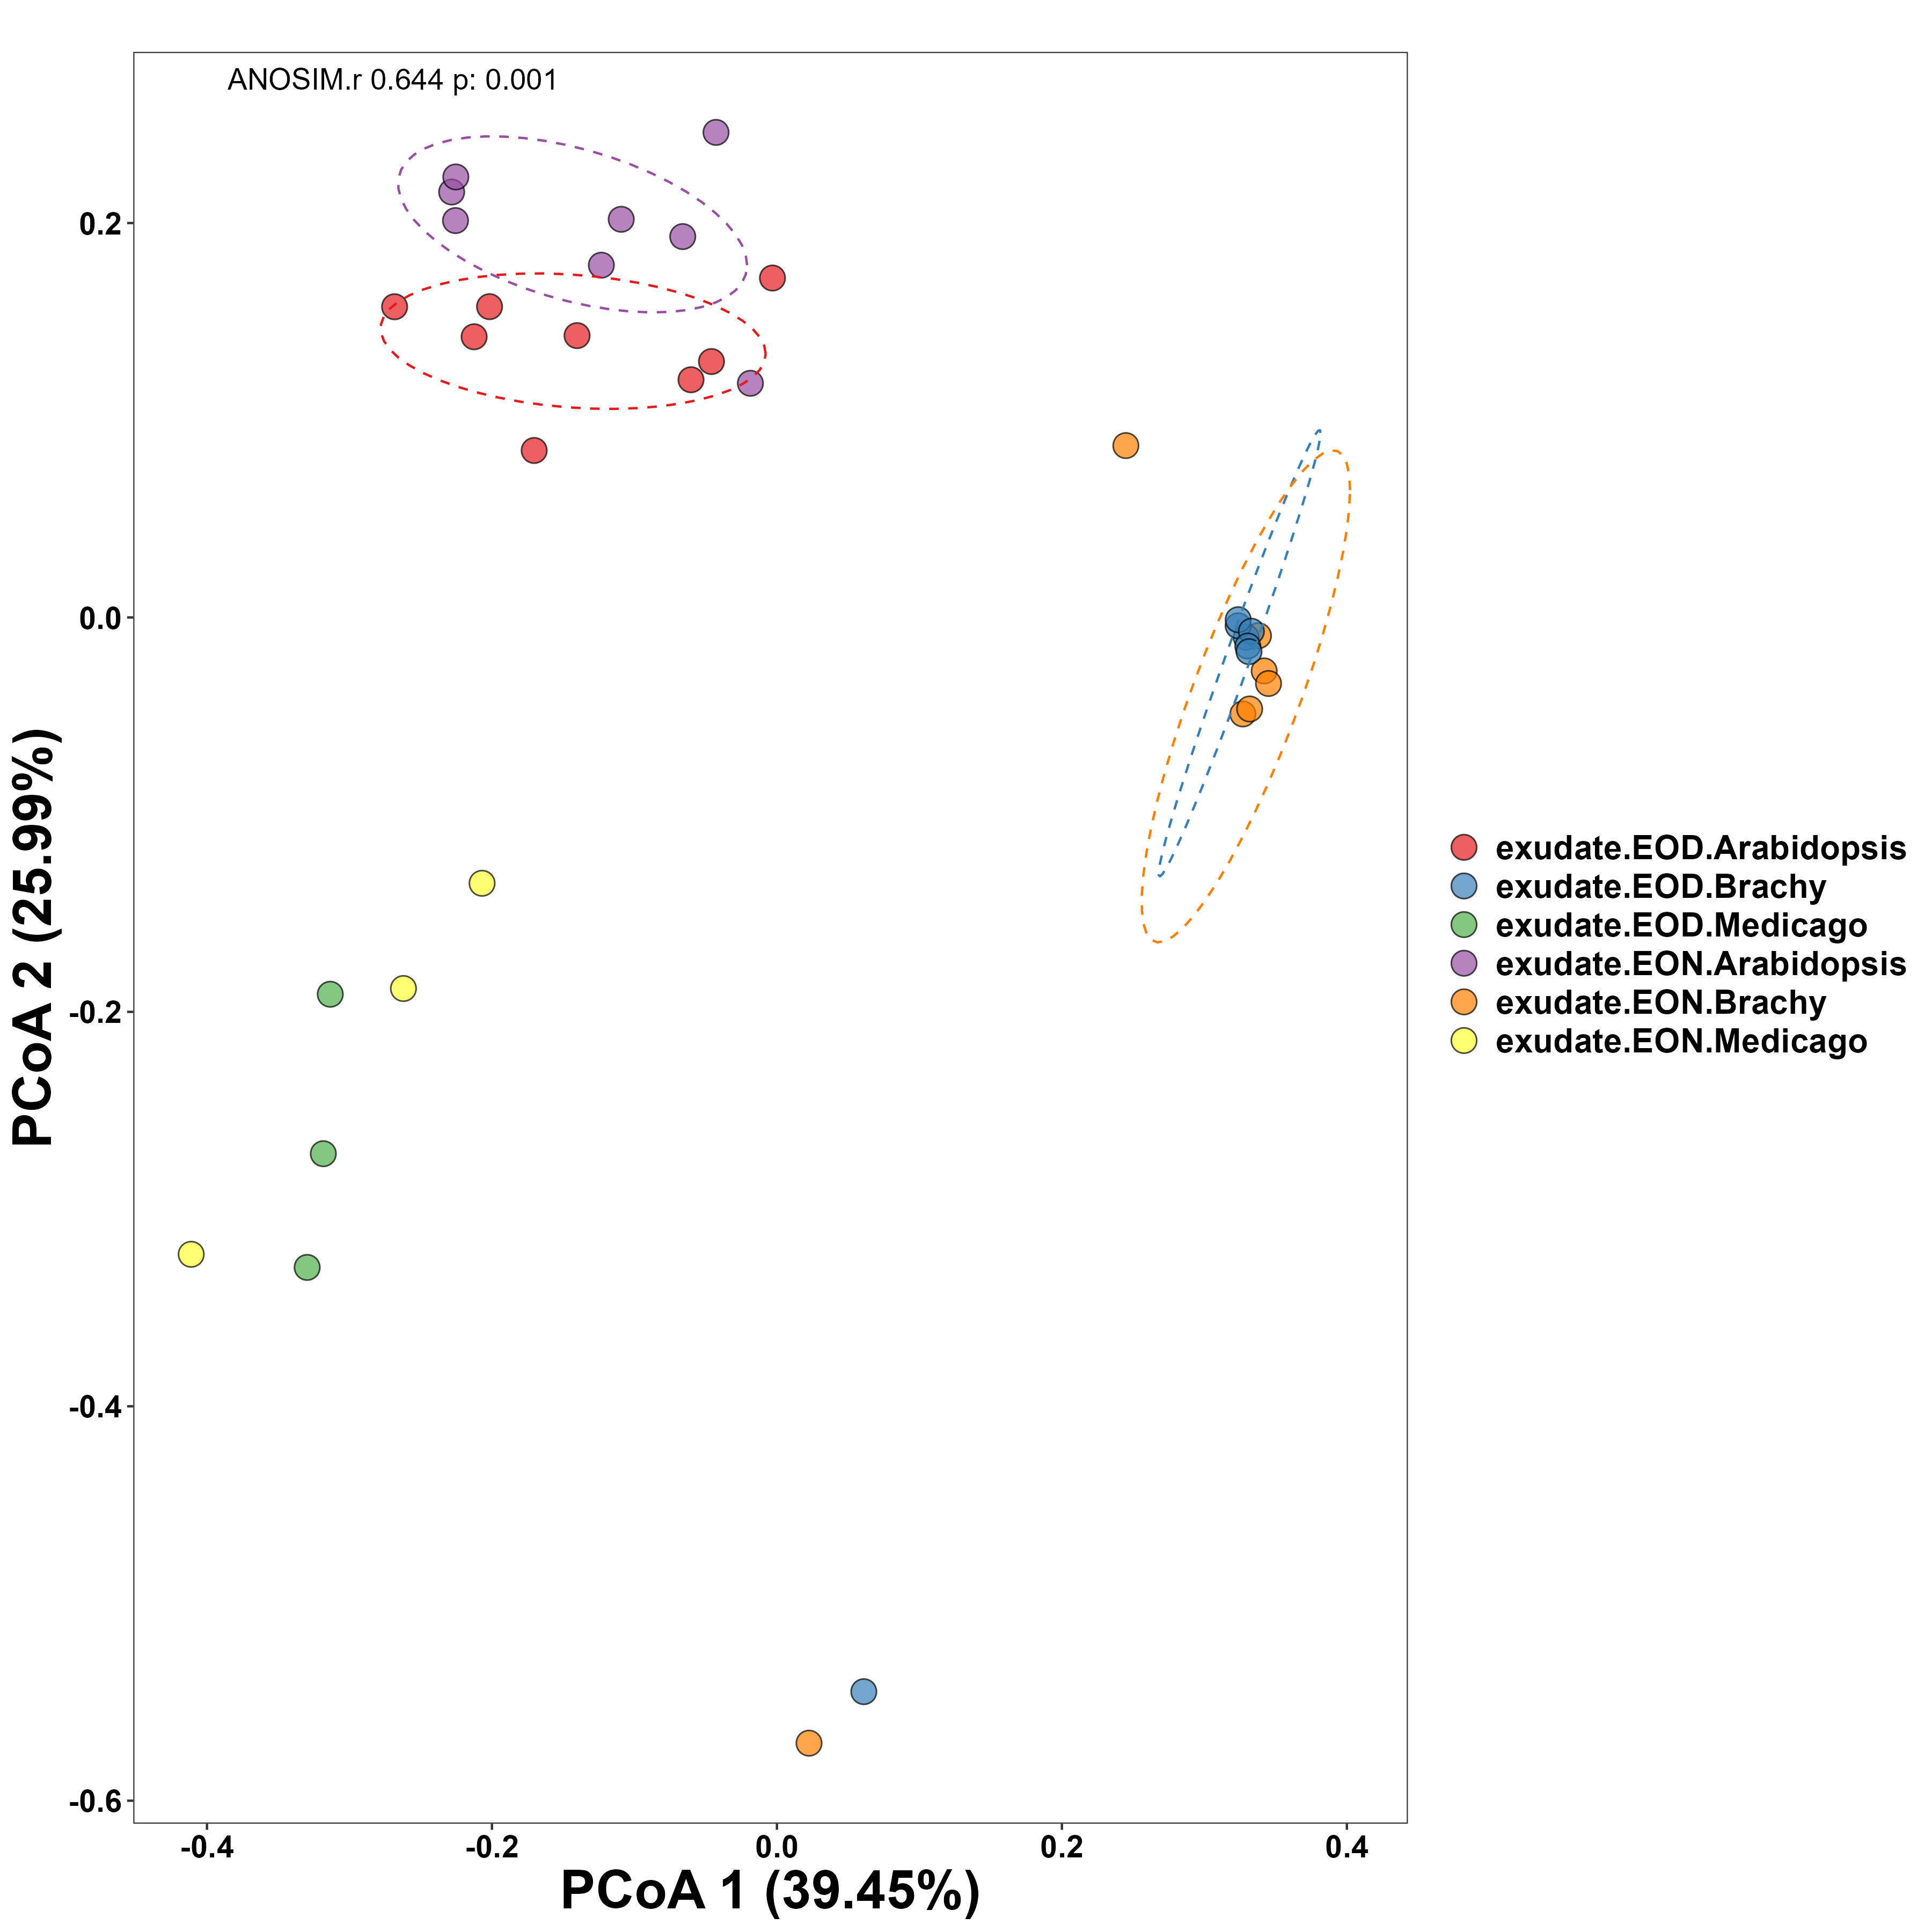 ANOSIM.r 0.644 p: 0.001
PCoA 2 (25.99%)
0.2
0.0
-0.2
-0.4
-0.6
-0.4 -0.2 0.0 0.2 0.4
PCoA 1 (39.45%)
exudate.EOD.Arabidopsis
exudate.EOD.Brachy
exudate.EOD.Medicago
exudate.EON.Arabidopsis
exudate.EON.Brachy
exudate.EON.Medicago